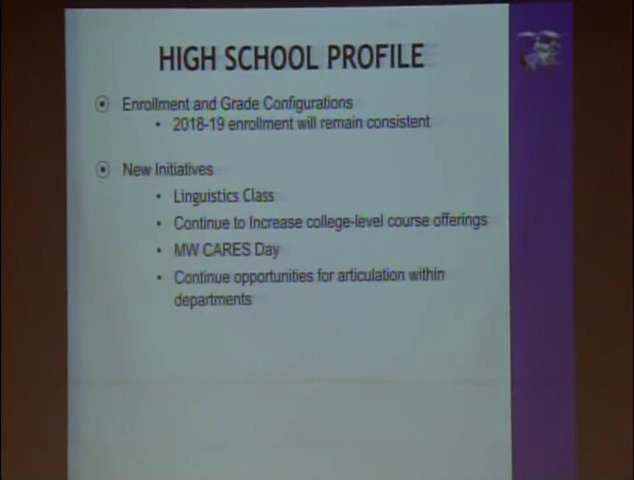 HIGH SCHOOL PROFILE
Enrollment and Grade Configurations
• 2018-19 enrollment will remain consistent
New Initiatives
• Linguistics Class
• Continue to Increase college-level course offerings
• MW CARES Day
• Continue opportunities for articulation within
departments